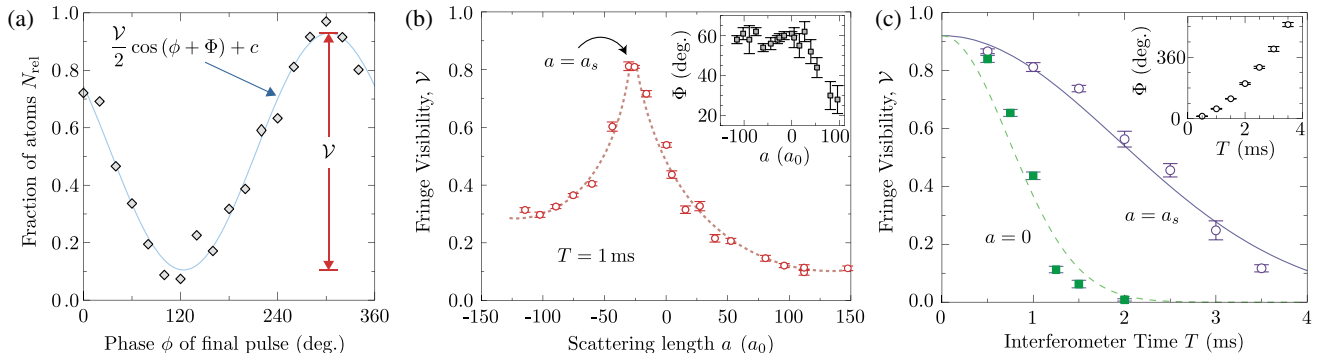 (a)
Fraction of atoms N_rel
1.0
0.8
0.6
0.4
0.2
0.0
𝒱/2 cos (ϕ + Φ) + c
𝒱
0 120 240 360
Phase ϕ of final pulse (deg.)
(b)
Fringe Visibility, 𝒱
1.0
0.8
0.6
0.4
0.2
0.0
a = a_s
T = 1 ms
-150 -100 -50 0 50 100 150
Scattering length a (a_0)
Φ (deg.)
60
40
20
-100 0 100
a (a_0)
(c)
Fringe Visibility, 𝒱
1.0
0.8
0.6
0.4
0.2
0.0
a = 0
a = a_s
0 1 2 3 4
Interferometer Time T (ms)
Φ (deg.)
360
0
0 2 4
T (ms)